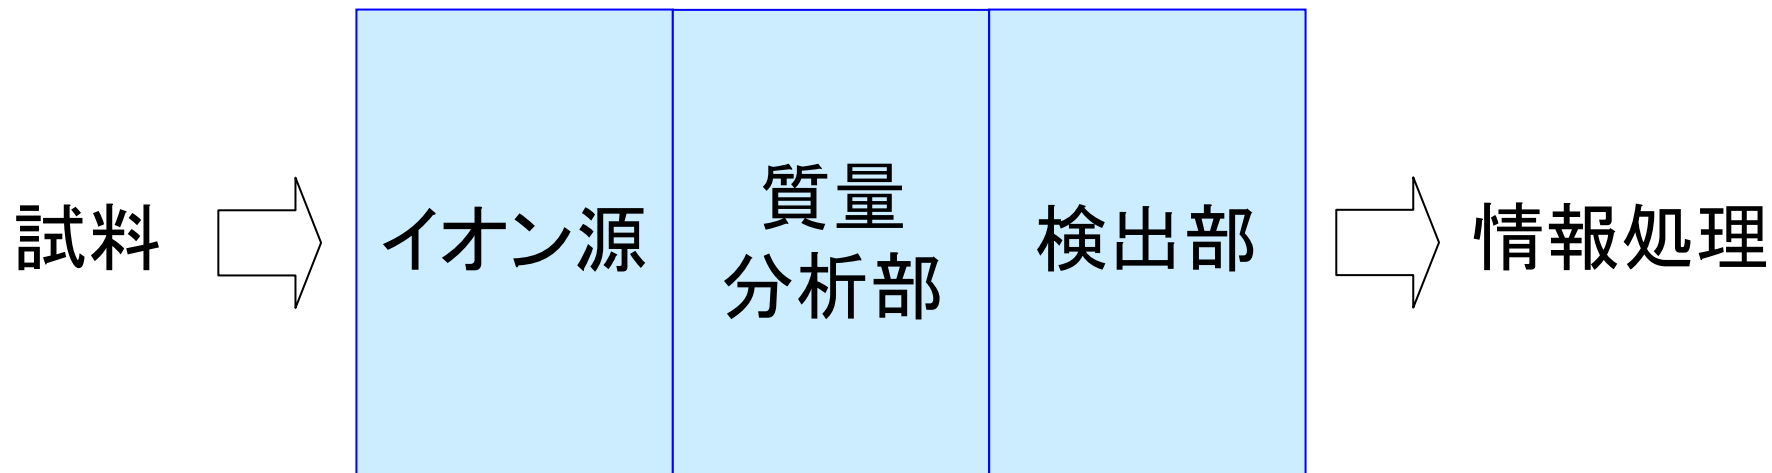 試料
イオン源
質量
分析部
検出部
情報処理